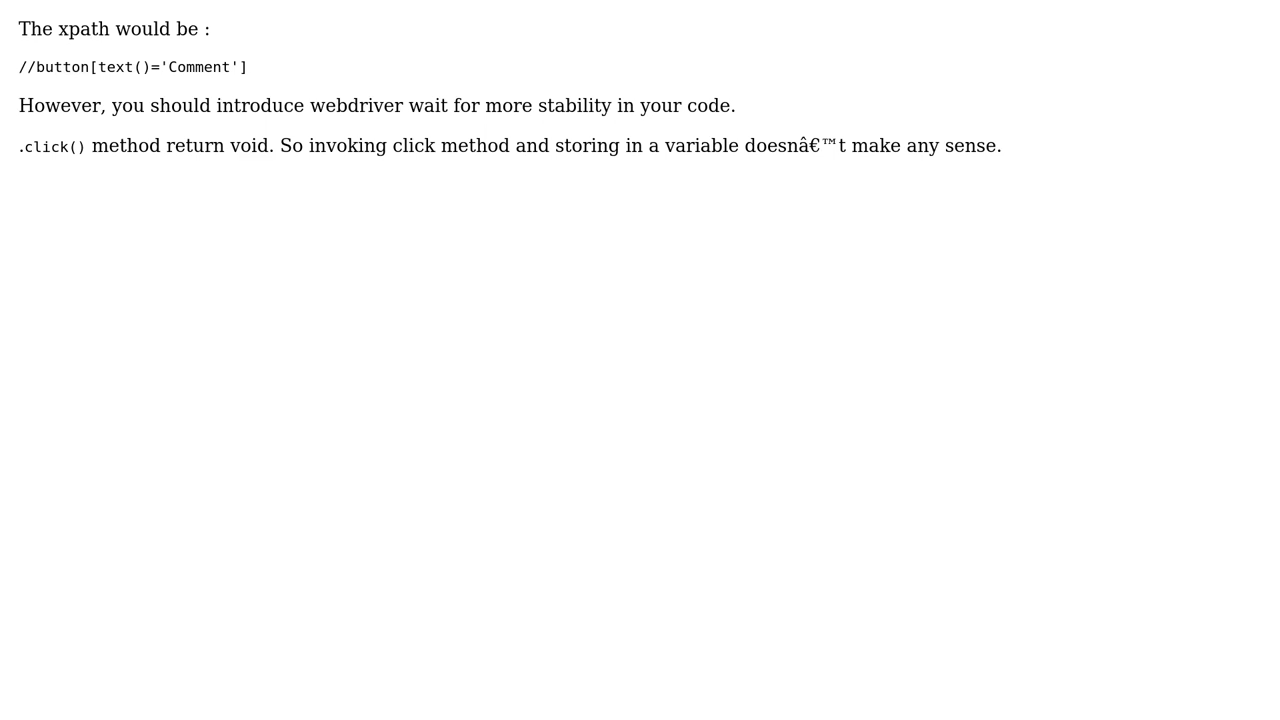 The xpath would be :
//button[text()='Comment']
However, you should introduce webdriver wait for more stability in your code.
.click() method return void. So invoking click method and storing in a variable doesnâ€™t make any sense.